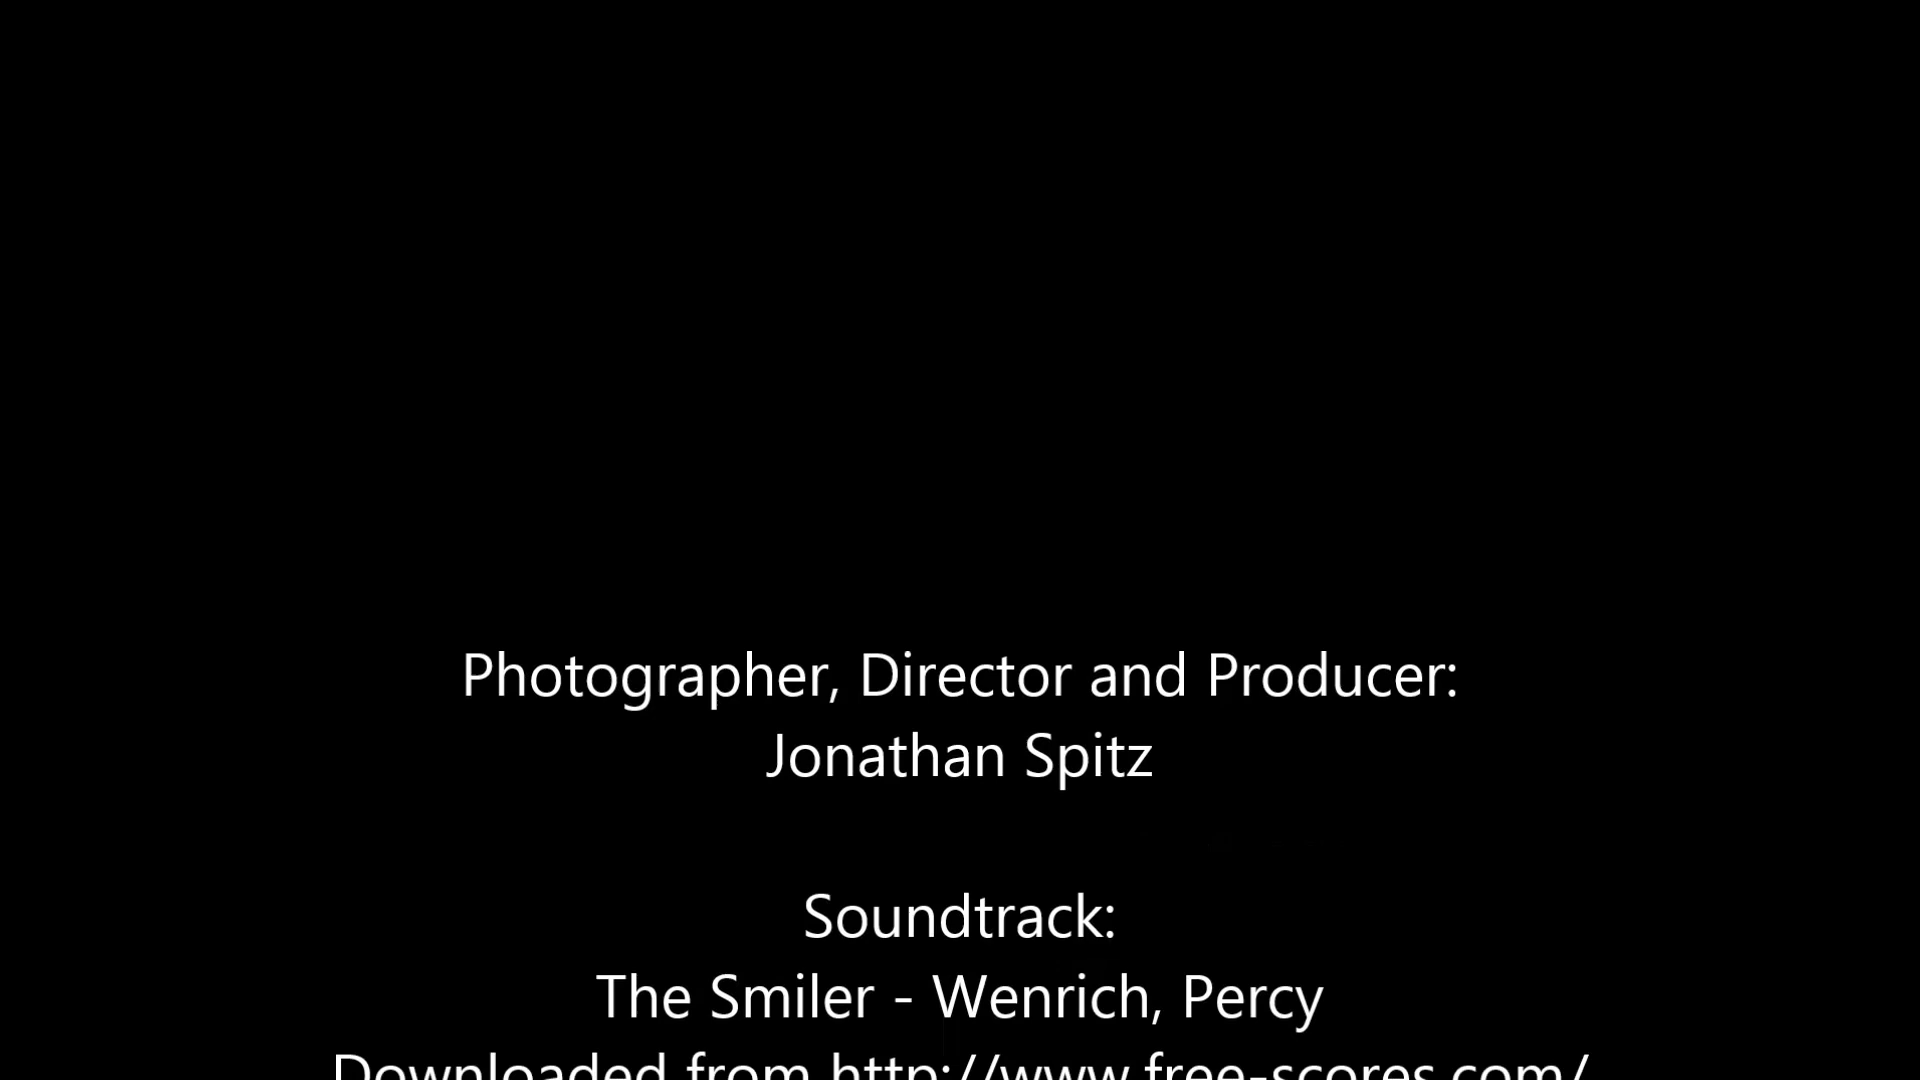 Photographer, Director and Producer:
Jonathan Spitz
Soundtrack:
The Smiler - Wenrich, Percy
Downloaded from http://www.free-scores.com/